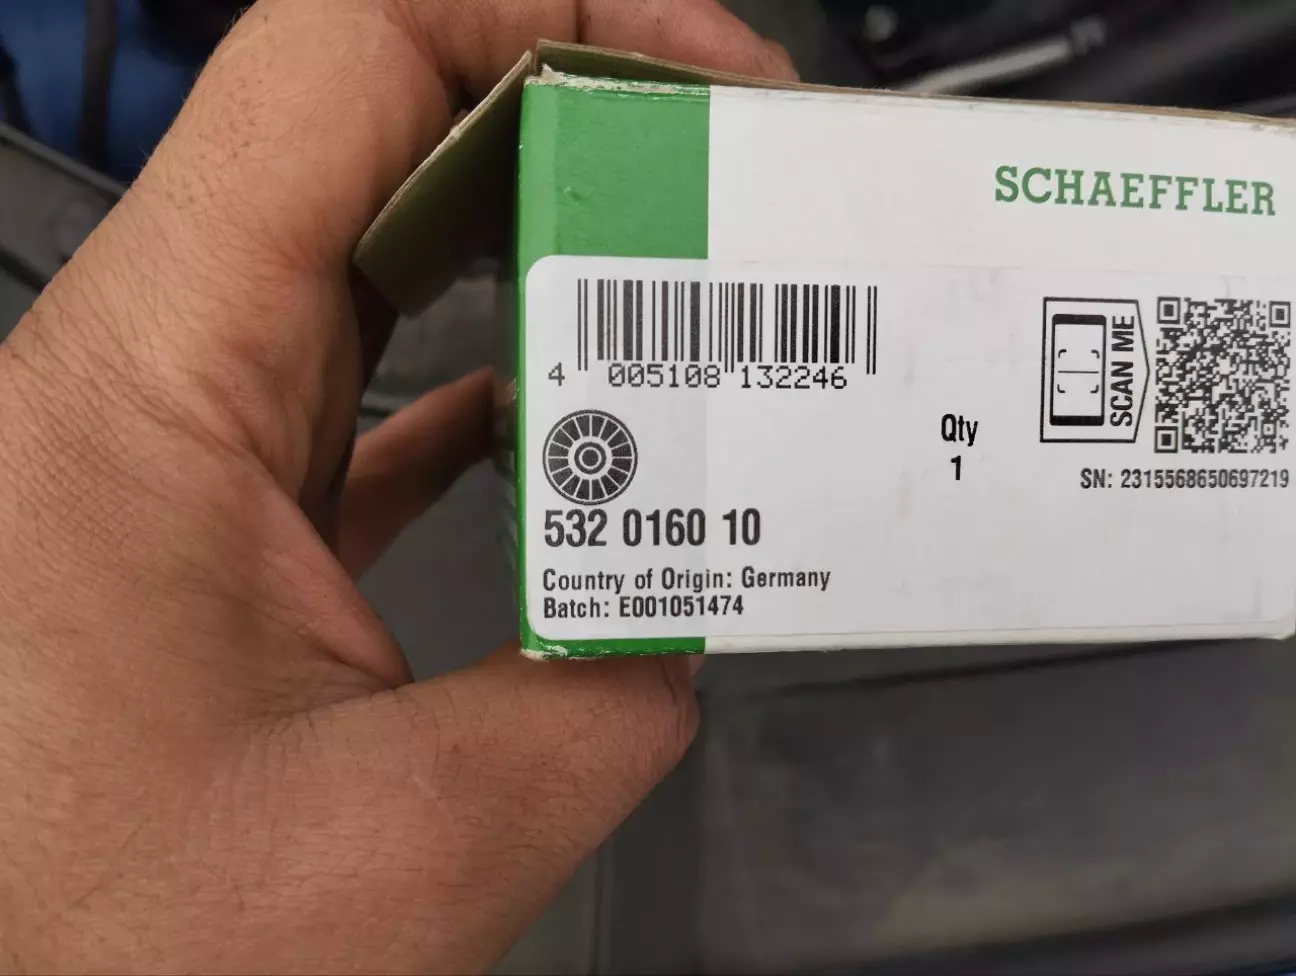 SCHAEFFLER
4 005108 132246
SCAN ME
Qty
1
SN: 2315568650697219
532 0160 10
Country of Origin: Germany
Batch: E001051474